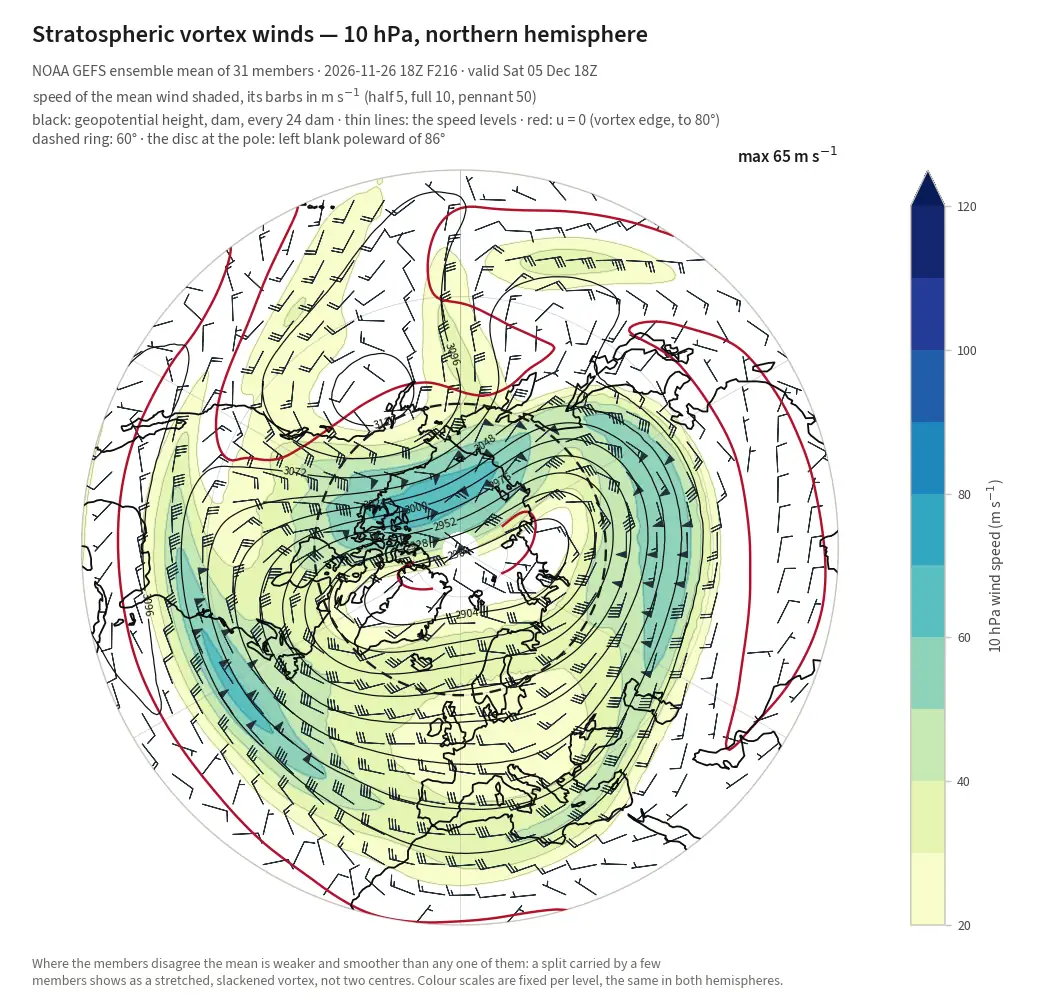 Stratospheric vortex winds — 10 hPa, northern hemisphere
NOAA GEFS ensemble mean of 31 members · 2026-11-26 18Z F216 · valid Sat 05 Dec 18Z
speed of the mean wind shaded, its barbs in m s⁻¹ (half 5, full 10, pennant 50)
black: geopotential height, dam, every 24 dam · thin lines: the speed levels · red: u = 0 (vortex edge, to 80°)
dashed ring: 60° · the disc at the pole: left blank poleward of 86°
max 65 m s⁻¹
120
100
80
60
40
20
10 hPa wind speed (m s⁻¹)
3096
3048
3072
3000
2952
2904
3096
Where the members disagree the mean is weaker and smoother than any one of them: a split carried by a few
members shows as a stretched, slackened vortex, not two centres. Colour scales are fixed per level, the same in both hemispheres.